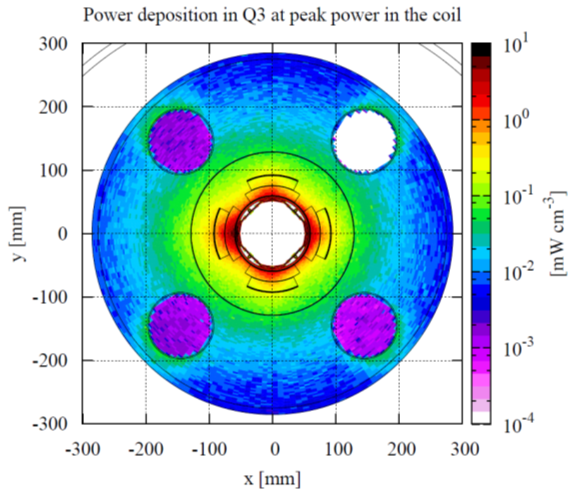 Power deposition in Q3 at peak power in the coil
300
200
100
0
-100
-200
-300
y [mm]
-300 -200 -100 0 100 200 300
x [mm]
10^1
10^0
10^-1
10^-2
10^-3
10^-4
[mW cm^-3]